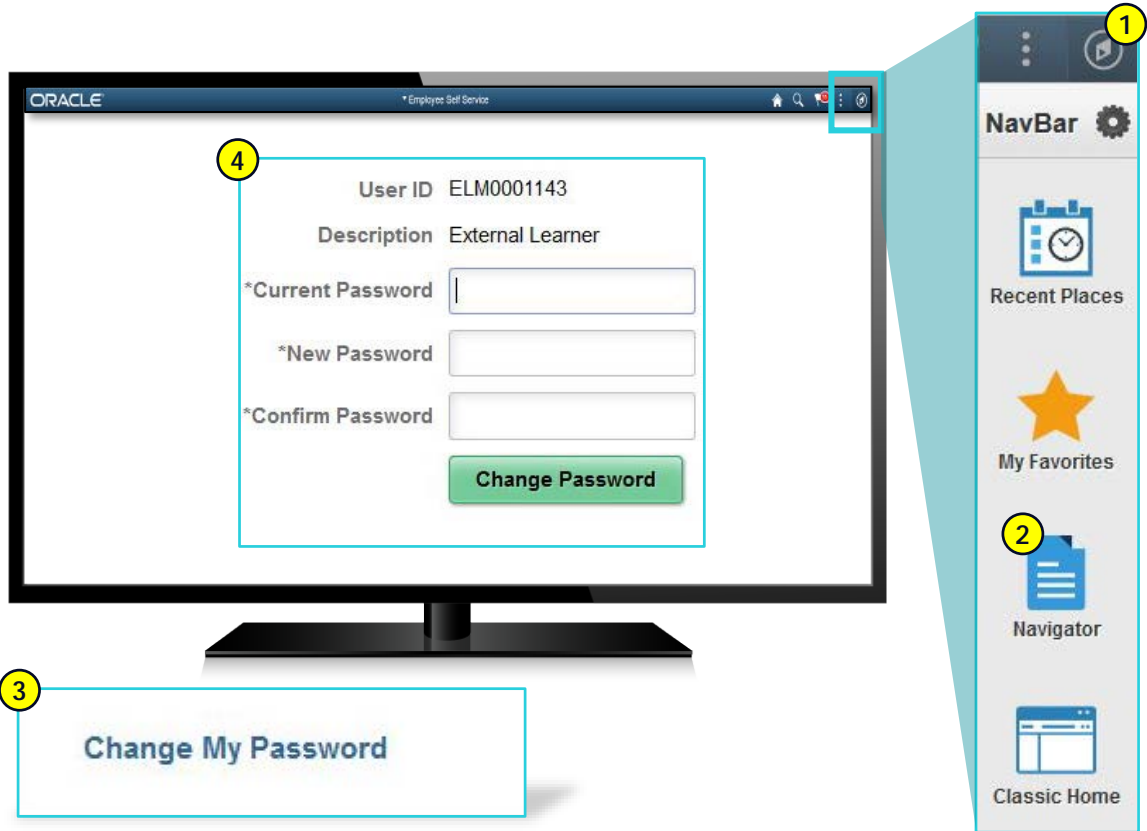 1
NavBar
Recent Places
My Favorites
2
Navigator
Classic Home
ORACLE
Employee Self Service
4
User ID ELM0001143
Description External Learner
*Current Password
*New Password
*Confirm Password
Change Password
3
Change My Password